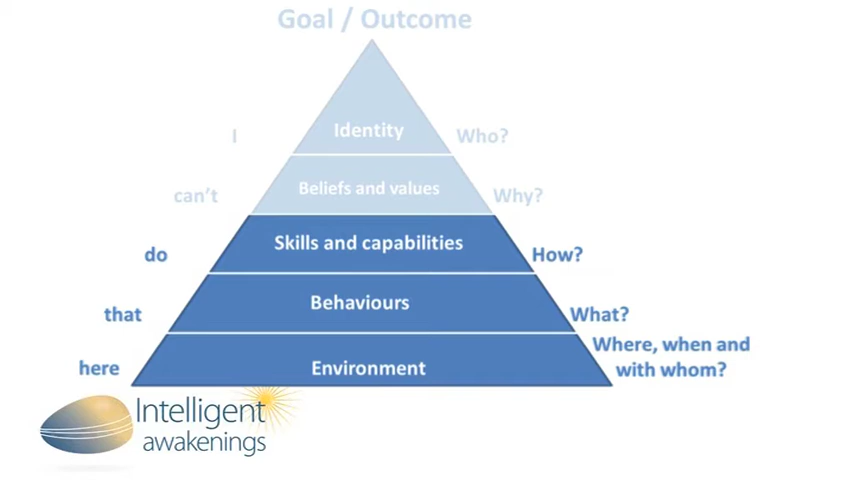 Goal / Outcome
I Identity Who?
can't Beliefs and values Why?
do Skills and capabilities How?
that Behaviours What?
Where, when and
here Environment with whom?
Intelligent
awakenings